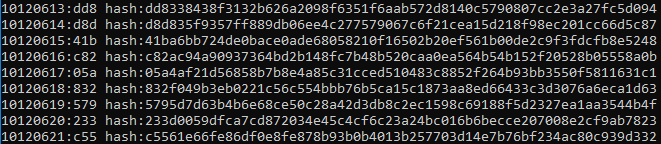 10120613:dd8 hash:dd8338438f3132b626a2098f6351f6aab572d8140c5790807cc2e3a27fc5d094
10120614:d8d hash:d8d835f9357ff889db06ee4c277579067c6f21cea15d218f98ec201cc66d5c87
10120615:41b hash:41ba6bb724de0bace0ade68058210f16502b20ef561b00de2c9f3fdcfb8e5248
10120616:c82 hash:c82ac94a90937364bd2b148fc7b48b520caa0ea564b54b152f20528b05558a0b
10120617:05a hash:05a4af21d56858b7b8e4a85c31cced510483c8852f264b93bb3550f5811631c1
10120618:832 hash:832f049b3eb0221c56c554bbb76b5ca15c1873aa8ed66433c3d3076a6eca1d63
10120619:579 hash:5795d7d63b4b6e68ce50c28a42d3db8c2ec1598c69188f5d2327ea1aa3544b4f
10120620:233 hash:233d0059dfca7cd872034e45c4cf6c23a24bc016b6becce207008e2cf9ab7823
10120621:c55 hash:c5561e66fe86df0e8fe878b93b0b4013b257703d14e7b76bf234ac80c939d332